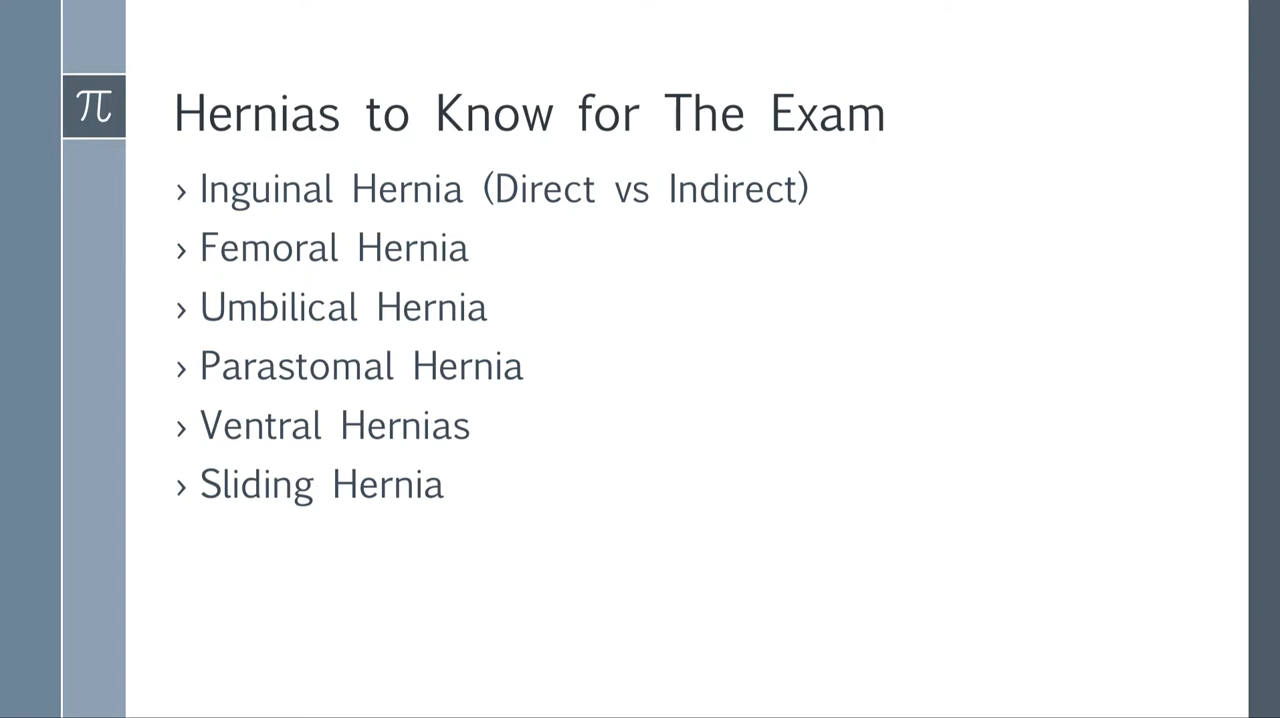 π
Hernias to Know for The Exam
› Inguinal Hernia (Direct vs Indirect)
› Femoral Hernia
› Umbilical Hernia
› Parastomal Hernia
› Ventral Hernias
› Sliding Hernia